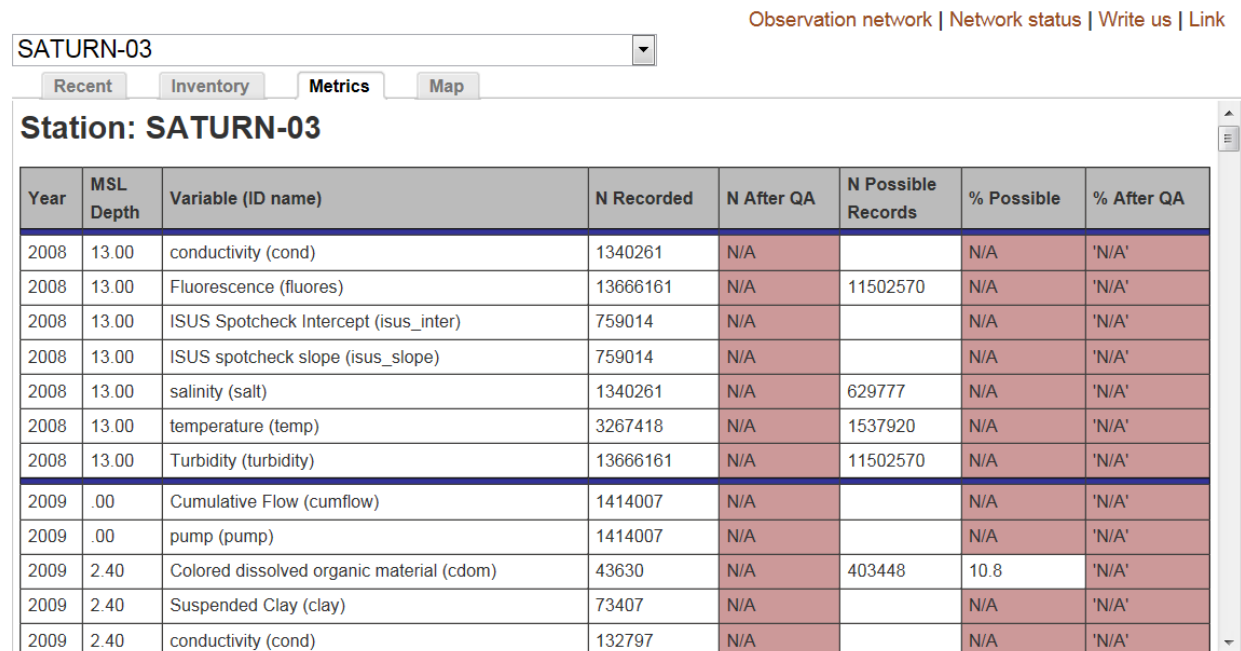 Observation network | Network status | Write us | Link
SATURN-03
Recent Inventory Metrics Map
Station: SATURN-03
Year MSL Depth Variable (ID name) N Recorded N After QA N Possible Records % Possible % After QA
2008 13.00 conductivity (cond) 1340261 N/A N/A 'N/A'
2008 13.00 Fluorescence (fluores) 13666161 N/A 11502570 N/A 'N/A'
2008 13.00 ISUS Spotcheck Intercept (isus_inter) 759014 N/A N/A 'N/A'
2008 13.00 ISUS spotcheck slope (isus_slope) 759014 N/A N/A 'N/A'
2008 13.00 salinity (salt) 1340261 N/A 629777 N/A 'N/A'
2008 13.00 temperature (temp) 3267418 N/A 1537920 N/A 'N/A'
2008 13.00 Turbidity (turbidity) 13666161 N/A 11502570 N/A 'N/A'
2009 .00 Cumulative Flow (cumflow) 1414007 N/A N/A 'N/A'
2009 .00 pump (pump) 1414007 N/A N/A 'N/A'
2009 2.40 Colored dissolved organic material (cdom) 43630 N/A 403448 10.8 'N/A'
2009 2.40 Suspended Clay (clay) 73407 N/A N/A 'N/A'
2009 2.40 conductivity (cond) 132797 N/A N/A 'N/A'